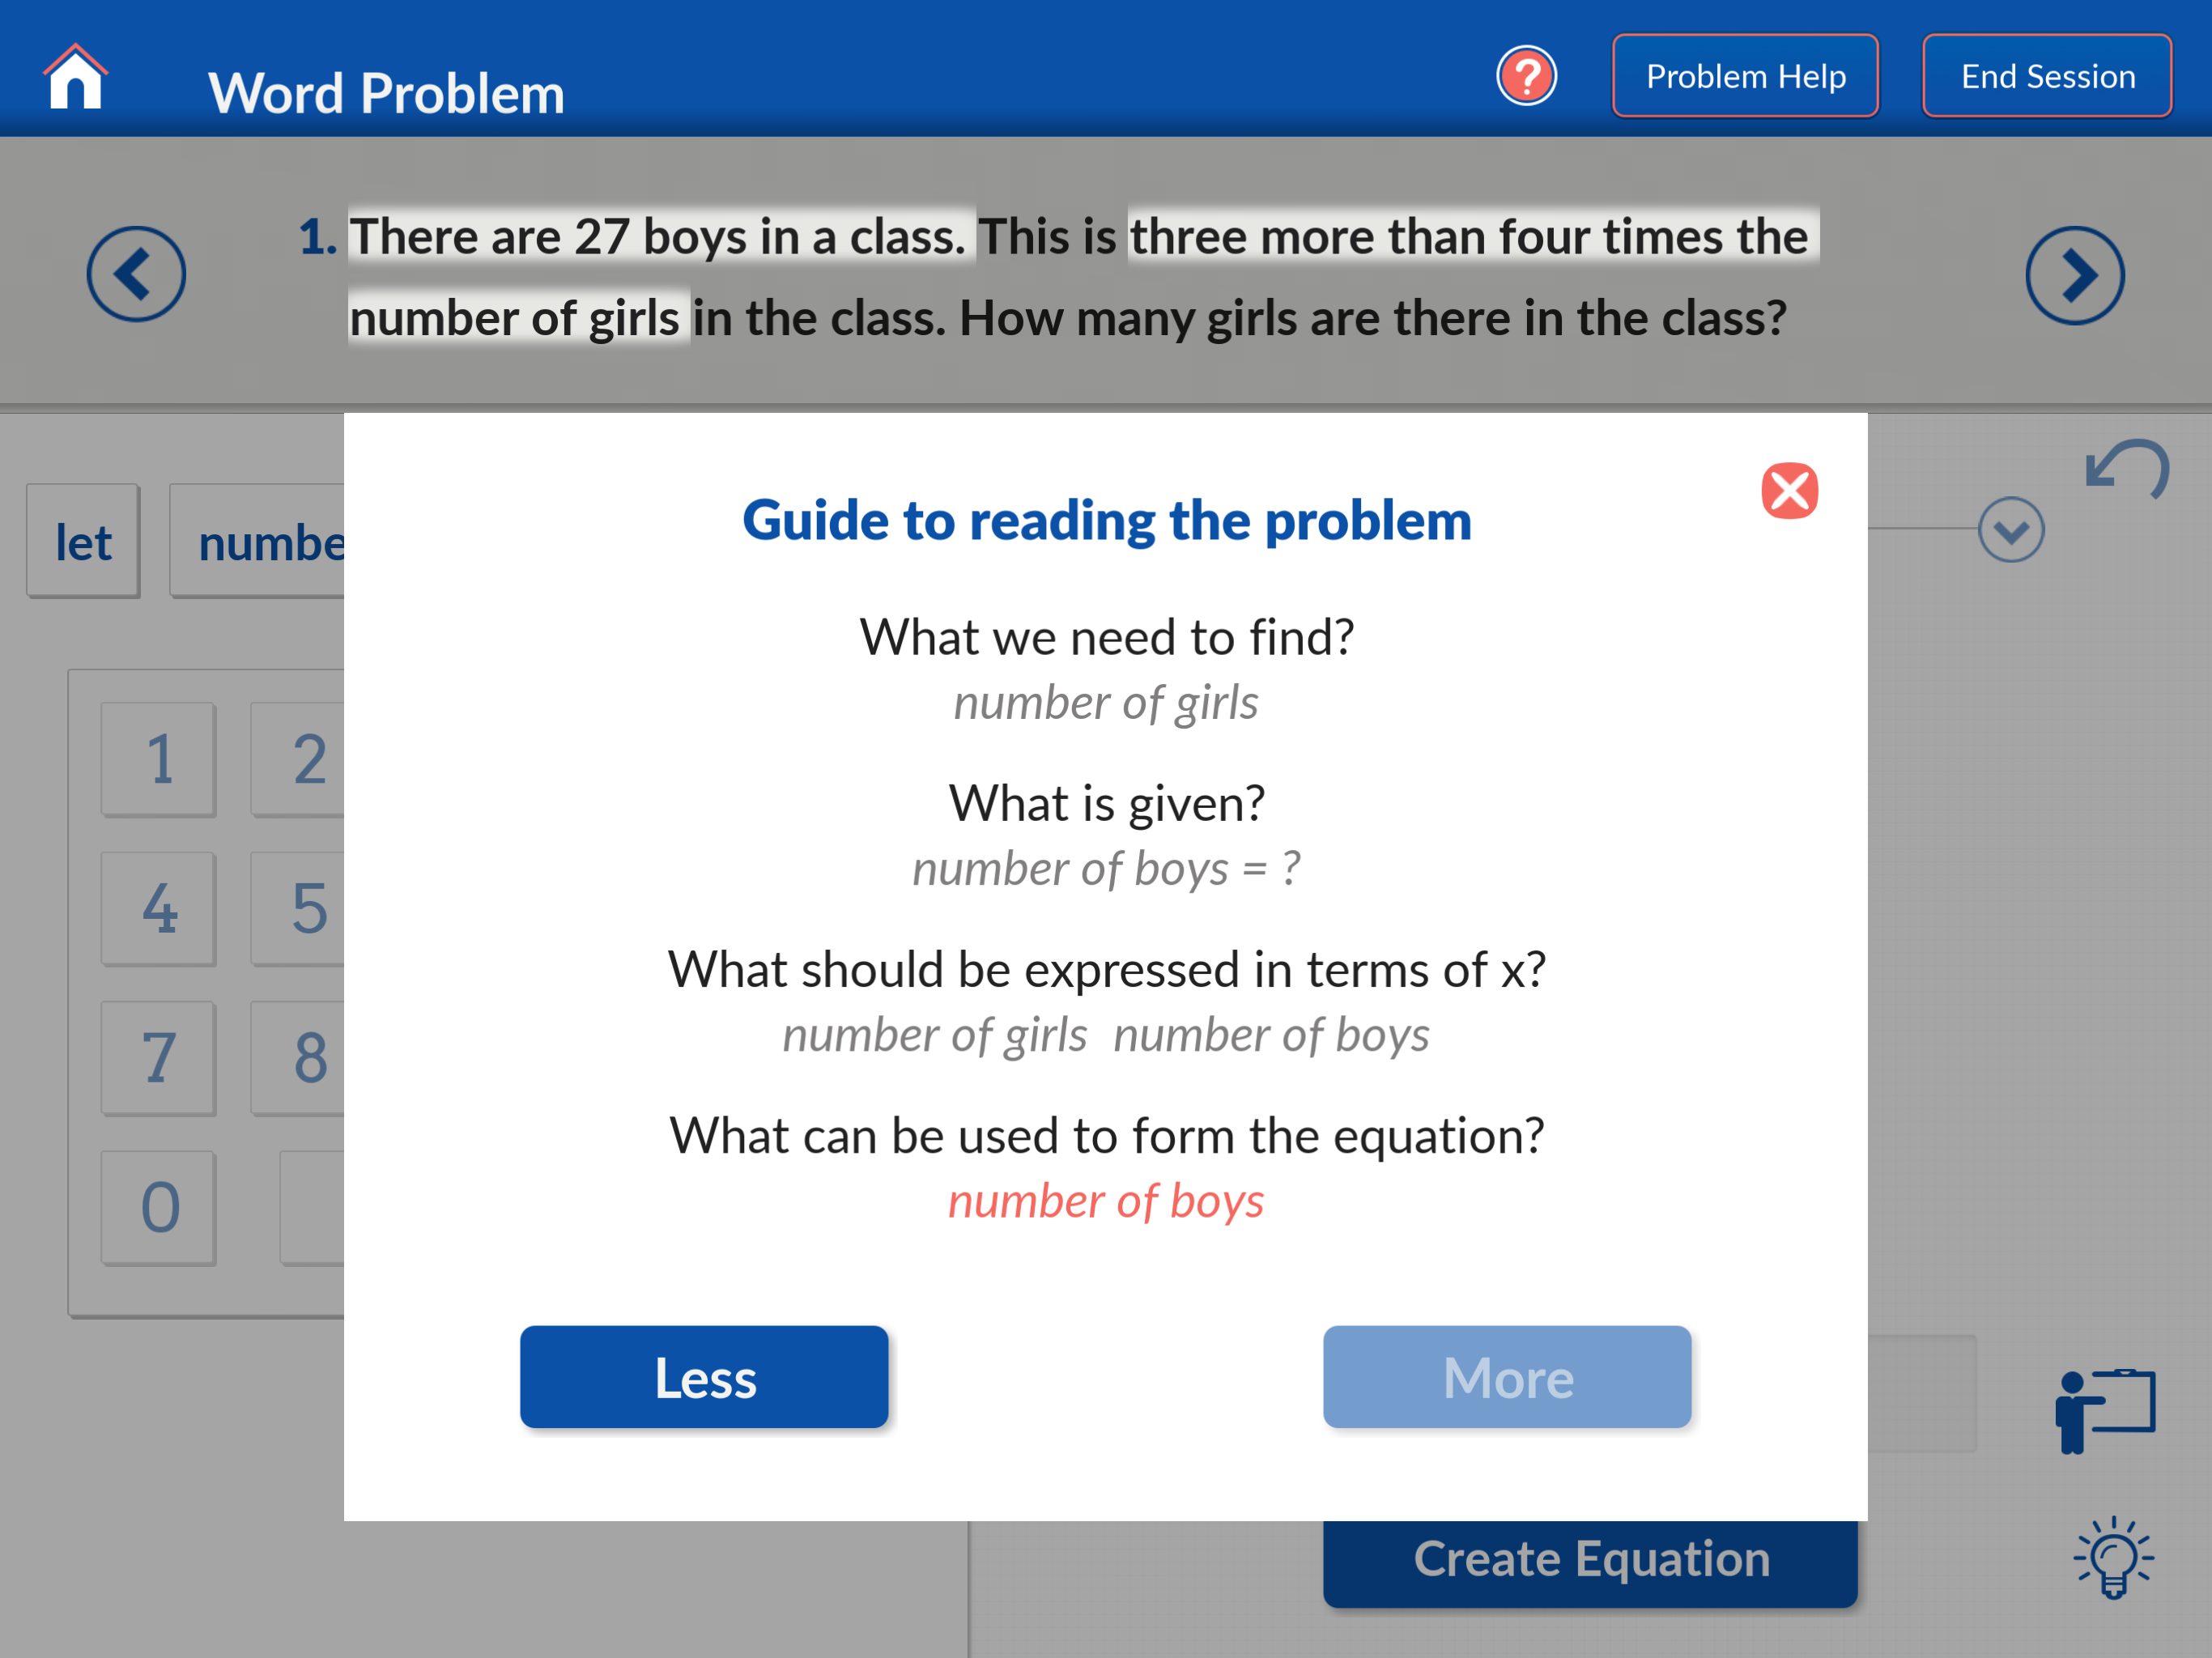 Word Problem
?
Problem Help
End Session
1. There are 27 boys in a class. This is three more than four times the
number of girls in the class. How many girls are there in the class?
let
numbe
1
2
4
5
7
8
0
Guide to reading the problem
What we need to find?
number of girls
What is given?
number of boys = ?
What should be expressed in terms of x?
number of girls number of boys
What can be used to form the equation?
number of boys
Less
More
Create Equation